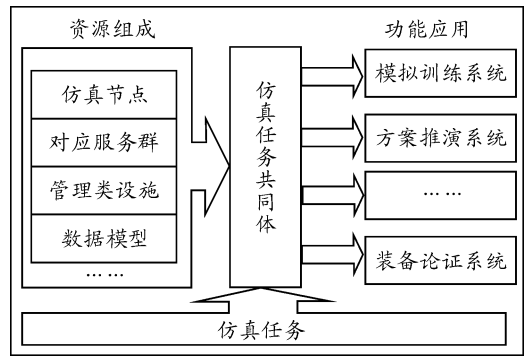 资源组成
仿真节点
对应服务群
管理类设施
数据模型
……
仿真任务共同体
功能应用
模拟训练系统
方案推演系统
……
装备论证系统
仿真任务